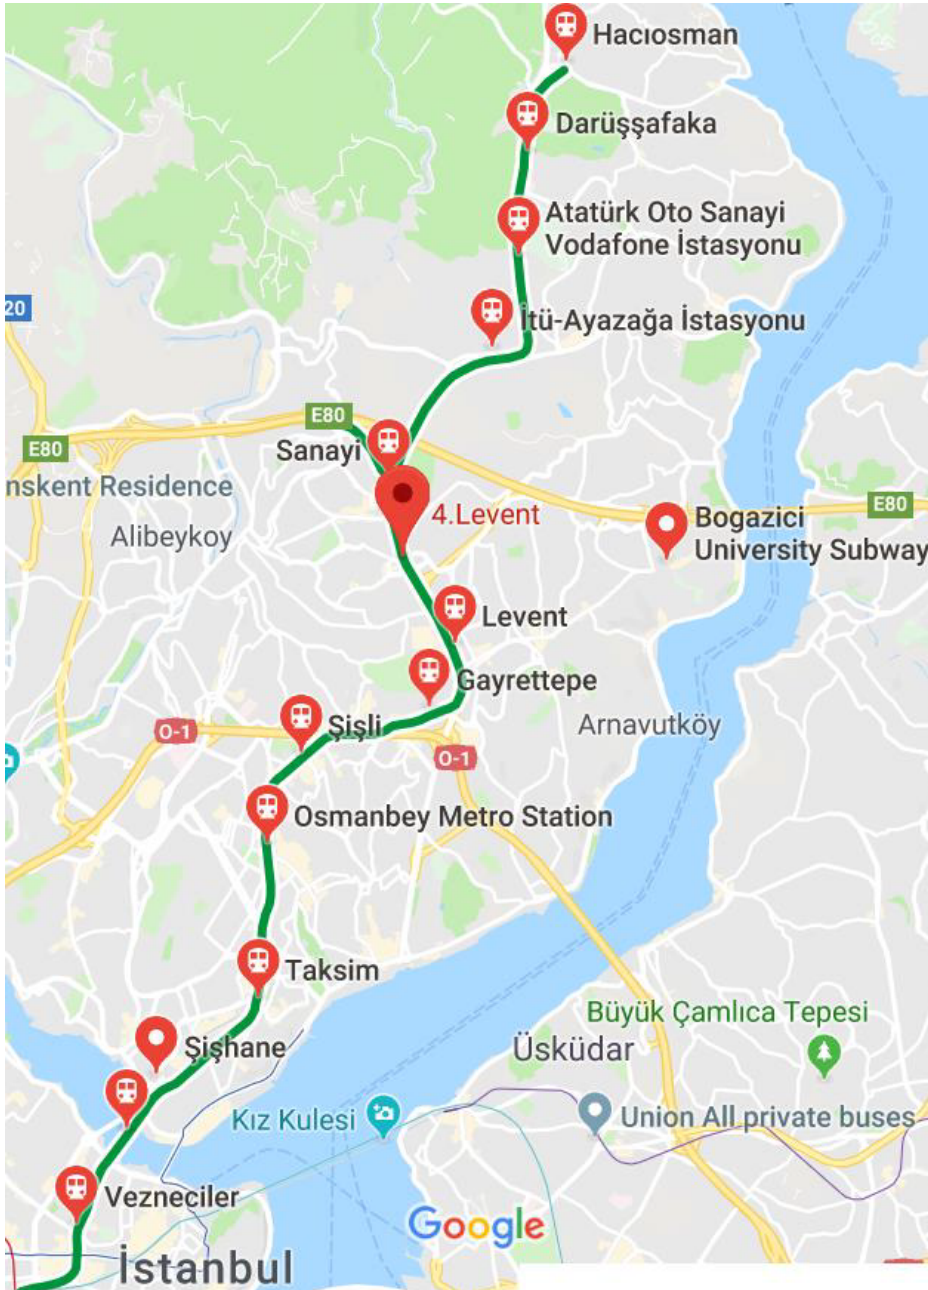 Hacıosman
Darüşşafaka
Atatürk Oto Sanayi
Vodafone İstasyonu
20
İtü-Ayazağa İstasyonu
E80
E80
Sanayi
nskent Residence
4.Levent
E80
Alibeykoy
Bogazici
University Subway
Levent
Gayrettepe
Şişli
O-1
Arnavutköy
O-1
Osmanbey Metro Station
Taksim
Büyük Çamlıca Tepesi
Şişhane
Üsküdar
Kız Kulesi
Union All private buses
Vezneciler
Google
İstanbul